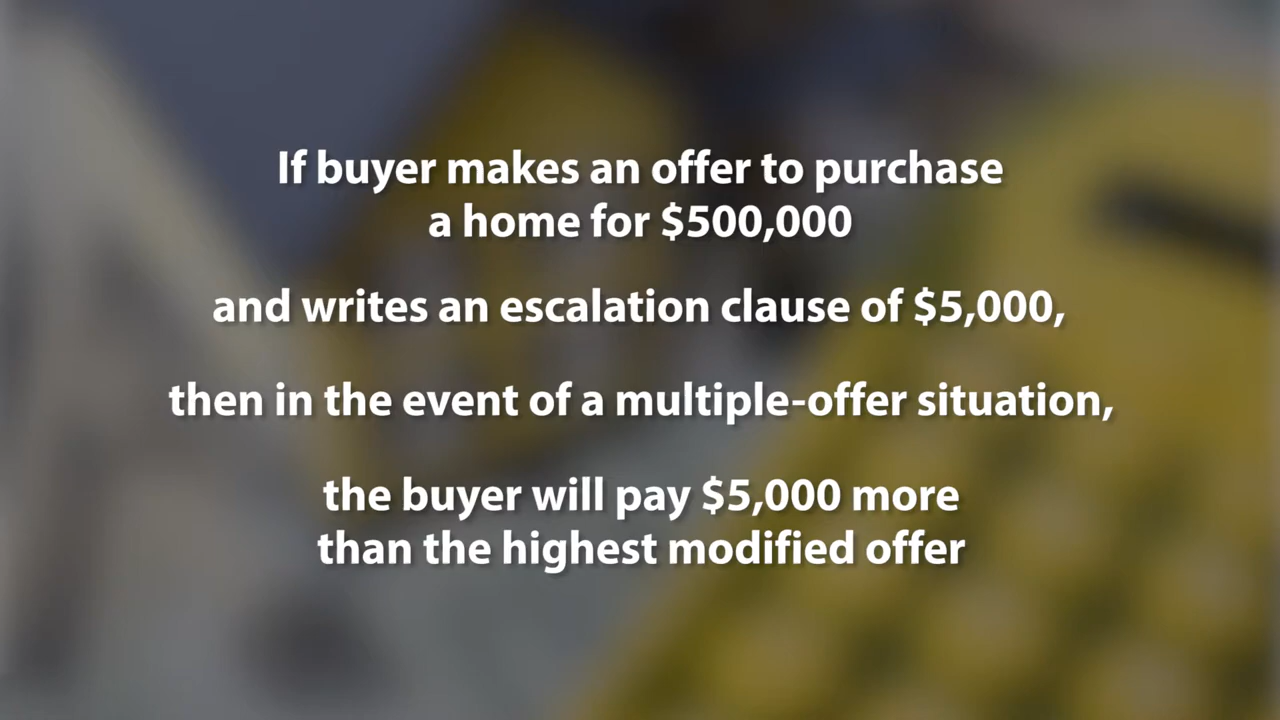 If buyer makes an offer to purchase
a home for $500,000
and writes an escalation clause of $5,000,
then in the event of a multiple-offer situation,
the buyer will pay $5,000 more
than the highest modified offer